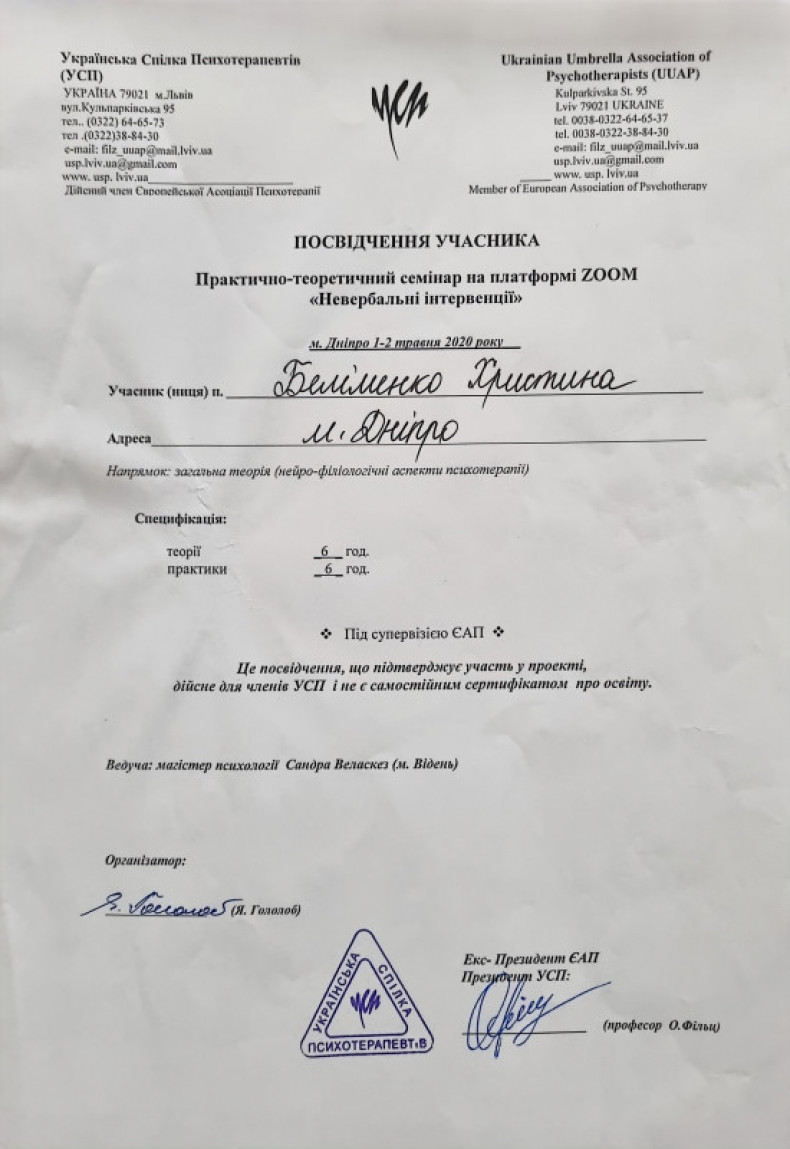 Українська Спілка Психотерапевтів
(УСП)
УКРАЇНА 79021 м.Львів
вул.Кульпарківська 95
тел.. (0322) 64-65-73
тел .(0322)38-84-30
e-mail: filz_uuap@mail.lviv.ua
usp.lviv.ua@gmail.com
www. usp. lviv.ua
Дійсний член Європейської Асоціації Психотерапії
усп
Ukrainian Umbrella Association of
Psychotherapists (UUAP)
Kulparkivska St. 95
Lviv 79021 UKRAINE
tel. 0038-0322-64-65-37
tel. 0038-0322-38-84-30
e-mail: filz_uuap@mail.lviv.ua
usp.lviv.ua@gmail.com
www. usp. lviv.ua
Member of European Association of Psychotherapy
ПОСВІДЧЕННЯ УЧАСНИКА
Практично-теоретичний семінар на платформі ZOOM
«Невербальні інтервенції»
м. Дніпро 1-2 травня 2020 року
Учасник (ниця) п. Беліменко Христина
Адреса м. Дніпро
Напрямок: загальна теорія (нейро-філіологічні аспекти психотерапії)
Специфікація:
теорії 6 год.
практики 6 год.
❖ Під супервізією ЄАП ❖
Це посвідчення, що підтверджує участь у проекті,
дійсне для членів УСП і не є самостійним сертифікатом про освіту.
Ведуча: магістер психології Сандра Веласкез (м. Відень)
Організатор:
Я. Гололоб (Я. Гололоб)
УКРАЇНСЬКА СПІЛКА
усп
ПСИХОТЕРАПЕВТІВ
Екс- Президент ЄАП
Президент УСП:
(професор О.Фільц)